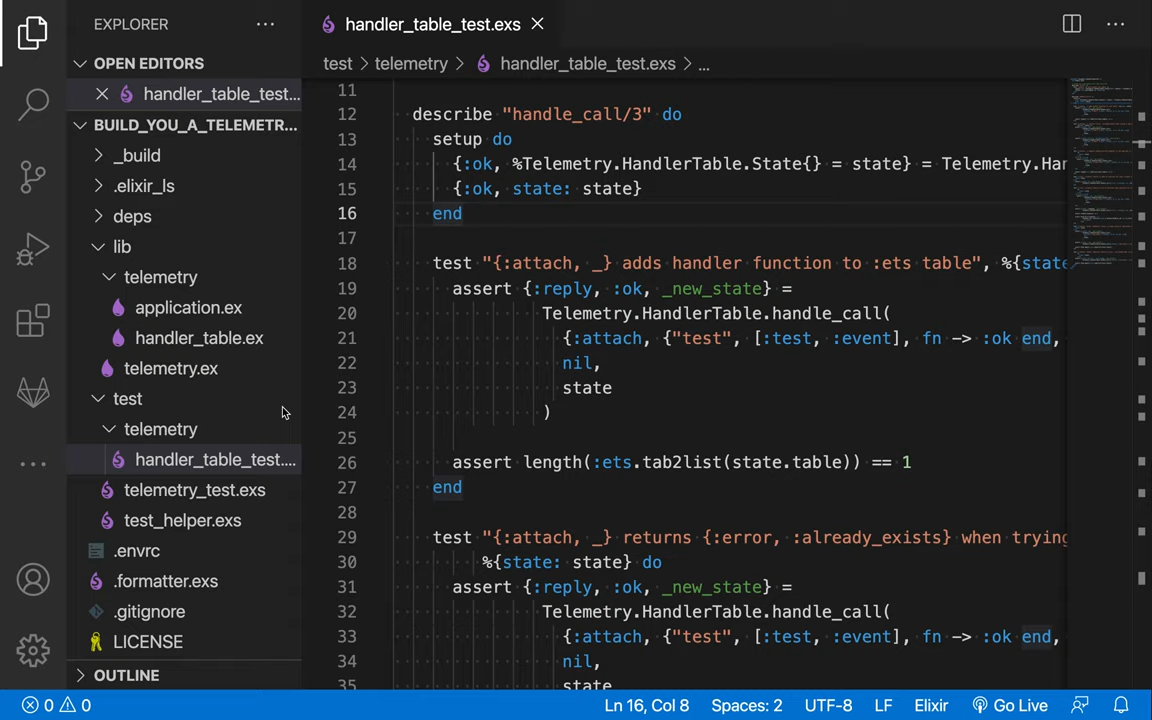 EXPLORER
OPEN EDITORS
handler_table_test...
BUILD_YOU_A_TELEMETR...
_build
.elixir_ls
deps
lib
telemetry
application.ex
handler_table.ex
telemetry.ex
test
telemetry
handler_table_test....
telemetry_test.exs
test_helper.exs
.envrc
.formatter.exs
.gitignore
LICENSE
OUTLINE
handler_table_test.exs
test > telemetry > handler_table_test.exs > ...
11
12 describe "handle_call/3" do
13 setup do
14 {:ok, %Telemetry.HandlerTable.State{} = state} = Telemetry.Han
15 {:ok, state: state}
16 end
17
18 test "{:attach, _} adds handler function to :ets table", %{state
19 assert {:reply, :ok, _new_state} =
20 Telemetry.HandlerTable.handle_call(
21 {:attach, {"test", [:test, :event], fn -> :ok end,
22 nil,
23 state
24 )
25
26 assert length(:ets.tab2list(state.table)) == 1
27 end
28
29 test "{:attach, _} returns {:error, :already_exists} when trying
30 %{state: state} do
31 assert {:reply, :ok, _new_state} =
32 Telemetry.HandlerTable.handle_call(
33 {:attach, {"test", [:test, :event], fn -> :ok end,
34 nil,
35 state
0 0
Ln 16, Col 8
Spaces: 2
UTF-8
LF
Elixir
Go Live